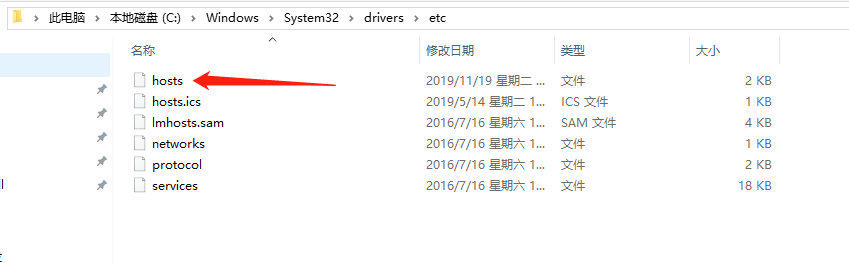 此电脑 > 本地磁盘 (C:) > Windows > System32 > drivers > etc
名称 修改日期 类型 大小
hosts 2019/11/19 星期二 ... 文件 2 KB
hosts.ics 2019/5/14 星期二 1... ICS 文件 1 KB
lmhosts.sam 2016/7/16 星期六 1... SAM 文件 4 KB
networks 2016/7/16 星期六 1... 文件 1 KB
protocol 2016/7/16 星期六 1... 文件 2 KB
services 2016/7/16 星期六 1... 文件 18 KB